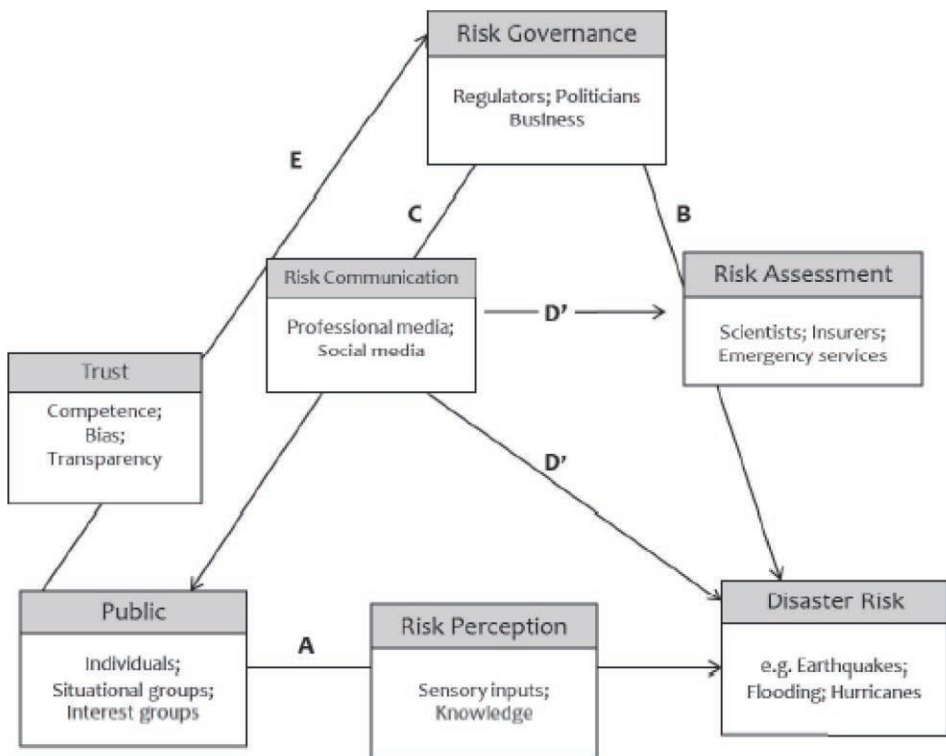 Risk Governance
Regulators; Politicians
Business
E
C
B
Risk Communication
Professional media;
Social media
D'
Risk Assessment
Scientists; Insurers;
Emergency services
Trust
Competence;
Bias;
Transparency
D'
Public
Individuals;
Situational groups;
Interest groups
A
Risk Perception
Sensory inputs;
Knowledge
Disaster Risk
e.g. Earthquakes;
Flooding; Hurricanes